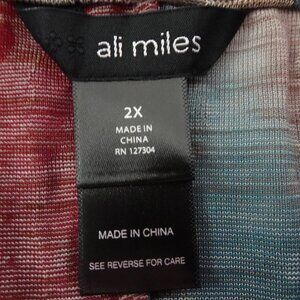 ali miles
2X
MADE IN
CHINA
RN 127304
MADE IN CHINA
SEE REVERSE FOR CARE